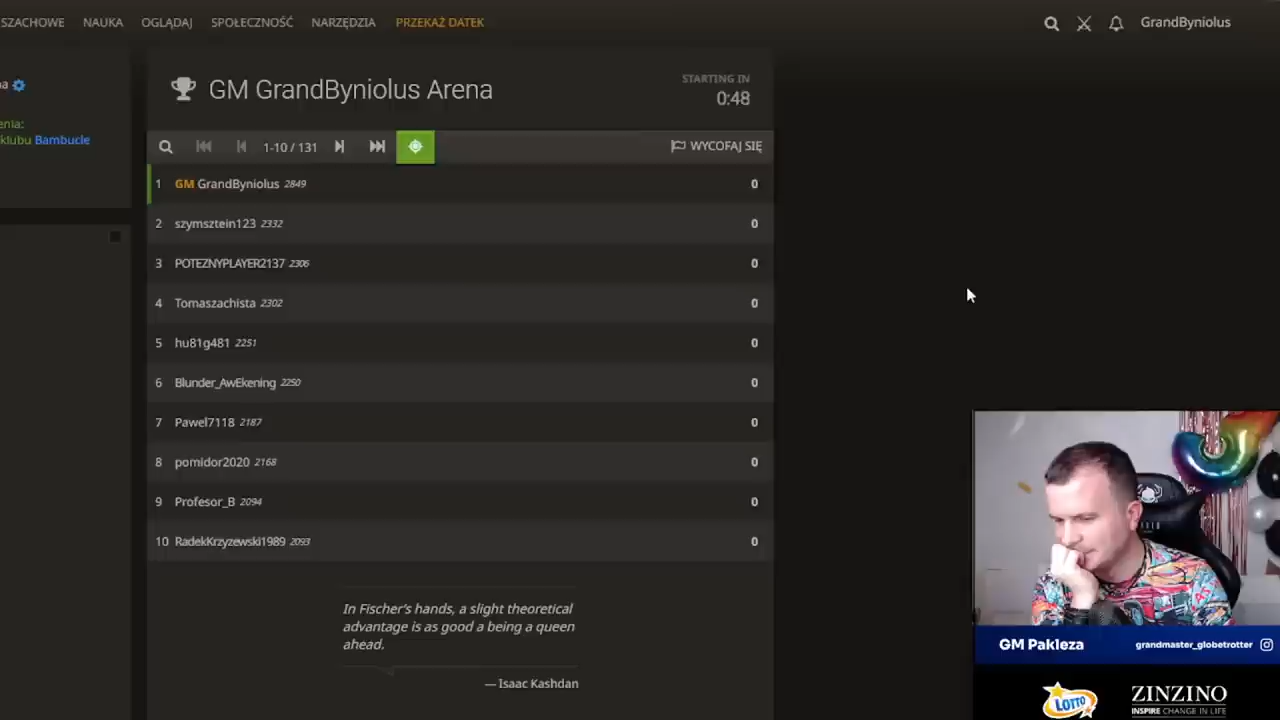 SZACHOWE NAUKA OGLĄDAJ SPOŁECZNOŚĆ NARZĘDZIA PRZEKAŻ DATEK GrandByniolus
GM GrandByniolus Arena
STARTING IN
0:48
enia:
klubu Bambucle
1-10 / 131 WYCOFAJ SIĘ
1 GM GrandByniolus 2849 0
2 szymsztein123 2332 0
3 POTEZNYPLAYER2137 2306 0
4 Tomaszachista 2302 0
5 hu81g481 2251 0
6 Blunder_AwEkening 2250 0
7 Pawel7118 2187 0
8 pomidor2020 2168 0
9 Profesor_B 2094 0
10 RadekKrzyzewski1989 2093 0
In Fischer's hands, a slight theoretical
advantage is as good a being a queen
ahead.
— Isaac Kashdan
GM Pakleza grandmaster_globetrotter
LOTTO
ZINZINO
INSPIRE CHANGE IN LIFE